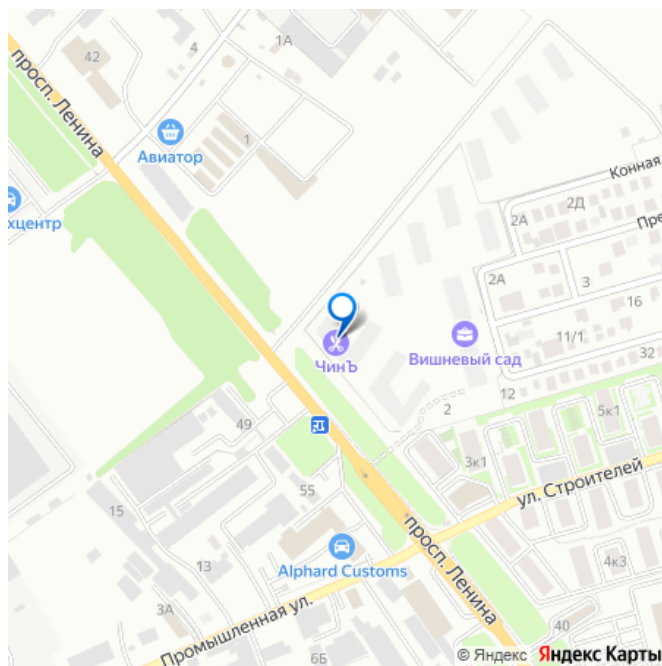 42
4
1А
просп. Ленина
Авиатор
1
хцентр
Конная
2Д
2А
Пре
2А
3
16
11/1
ЧинЪ
Вишневый сад
32
12
2
5к1
49
3к1
ул. Строителей
55
15
просп. Ленина
13
Alphard Customs
4к3
3А
Промышленная ул.
40
6Б
© Яндекс Яндекс Карты